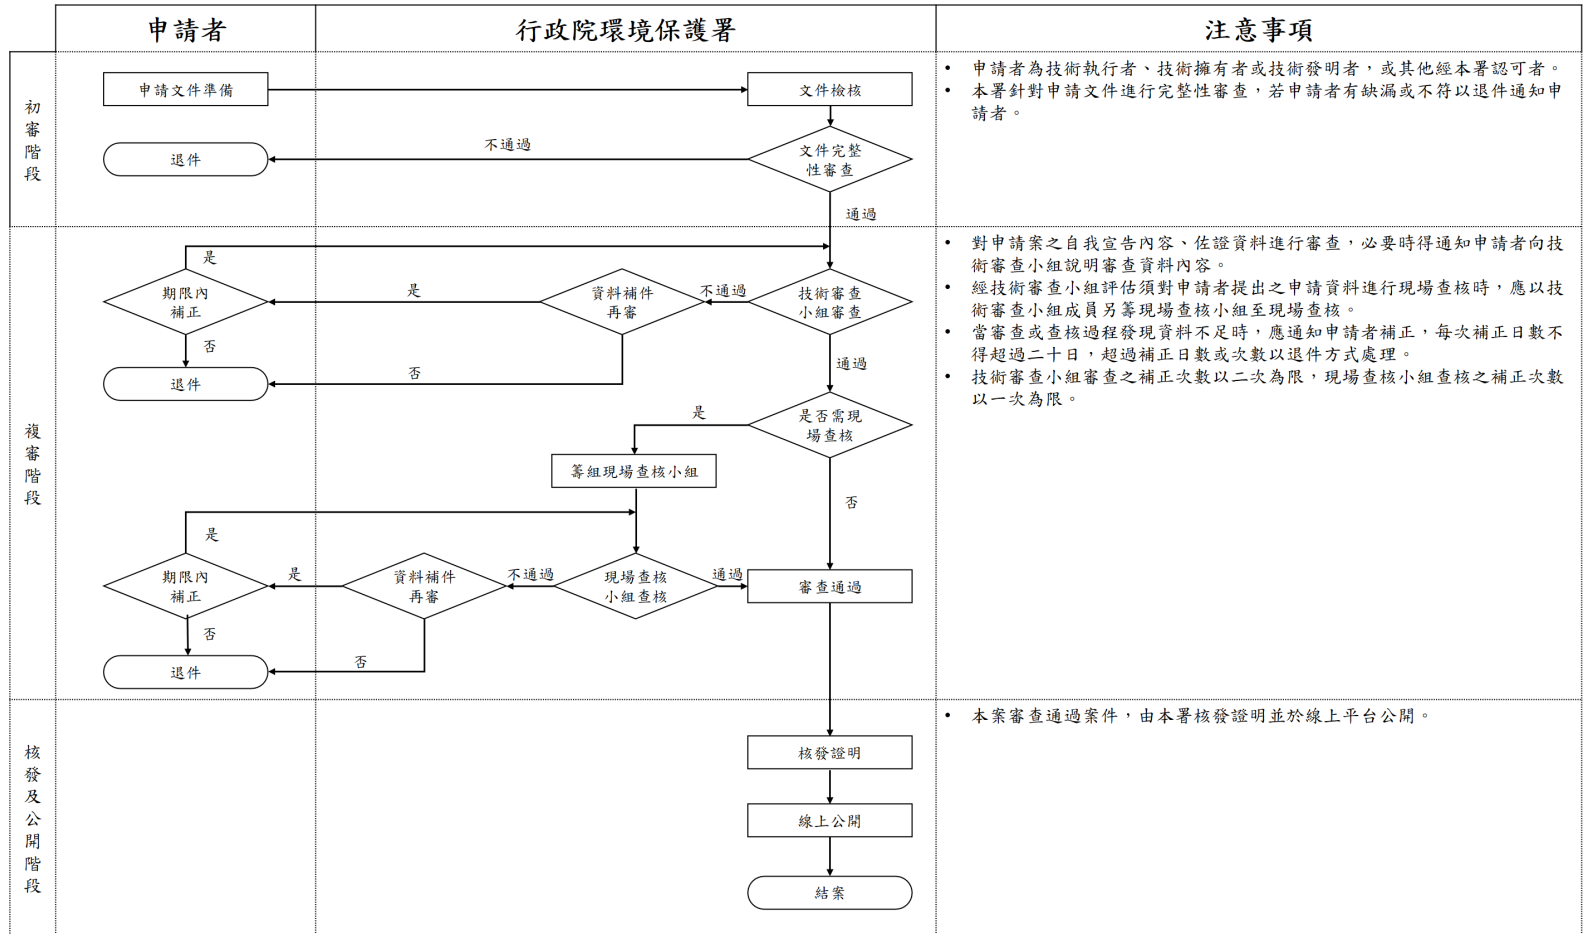 申請者
行政院環境保護署
注意事項
初審階段
申請文件準備
文件檢核
退件
不通過
文件完整
性審查
通過
• 申請者為技術執行者、技術擁有者或技術發明者，或其他經本署認可者。
• 本署針對申請文件進行完整性審查，若申請者有缺漏或不符以退件通知申
請者。
複審階段
是
期限內
補正
是
資料補件
再審
不通過
技術審查
小組審查
否
退件
否
通過
是
是否需現
場查核
籌組現場查核小組
否
是
期限內
補正
是
資料補件
再審
不通過
現場查核
小組查核
通過
審查通過
否
退件
否
• 對申請案之自我宣告內容、佐證資料進行審查，必要時得通知申請者向技
術審查小組說明審查資料內容。
• 經技術審查小組評估須對申請者提出之申請資料進行現場查核時，應以技
術審查小組成員另籌現場查核小組至現場查核。
• 當審查或查核過程發現資料不足時，應通知申請者補正，每次補正日數不
得超過二十日，超過補正日數或次數以退件方式處理。
• 技術審查小組審查之補正次數以二次為限，現場查核小組查核之補正次數
以一次為限。
核發及公開階段
核發證明
線上公開
結案
• 本案審查通過案件，由本署核發證明並於線上平台公開。